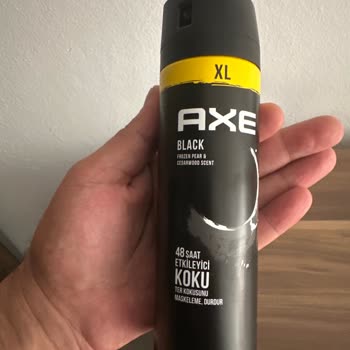 XL
AXE
BLACK
FROZEN PEAR &
CEDARWOOD SCENT
48 SAAT
ETKİLEYİCİ
KOKU
TER KOKUSUNU
MASKELEME, DURDUR